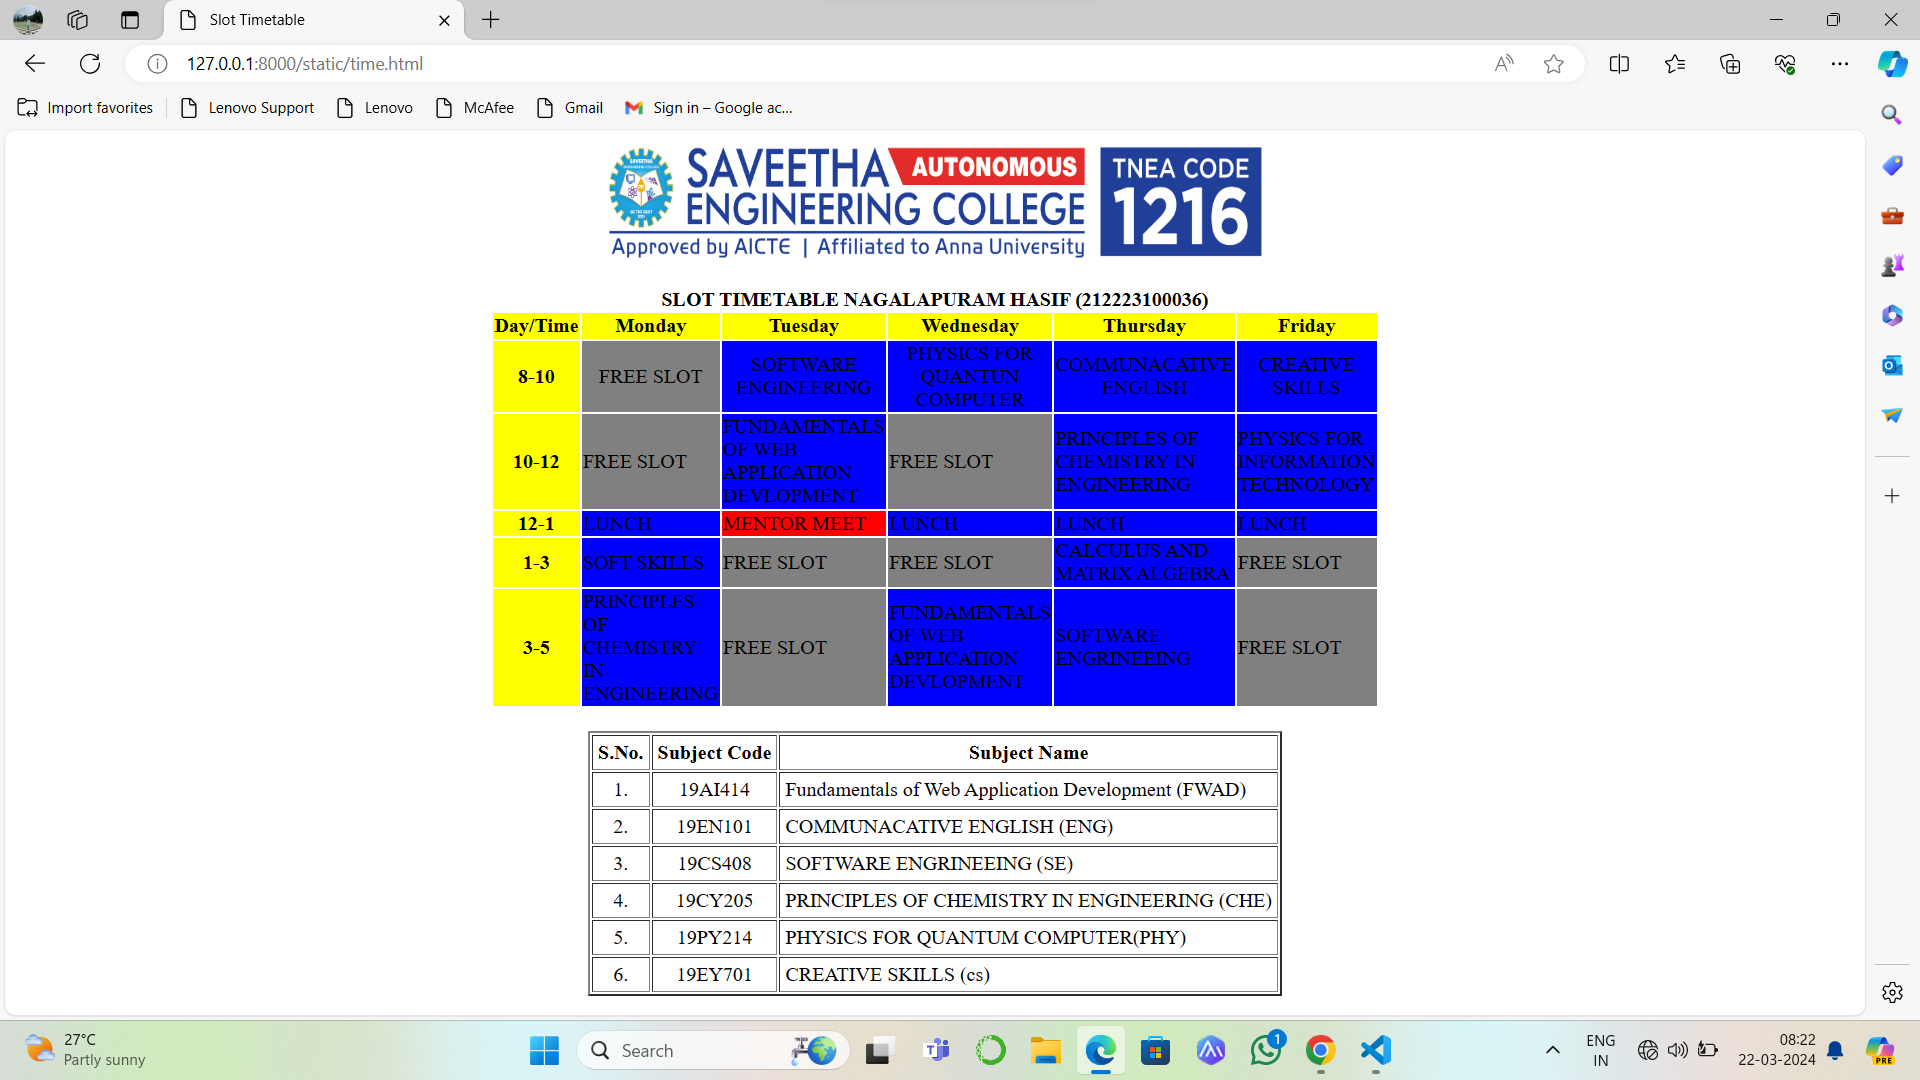 Slot Timetable
127.0.0.1:8000/static/time.html
Import favorites Lenovo Support Lenovo McAfee Gmail Sign in – Google ac...
SAVEETHA AUTONOMOUS
ENGINEERING COLLEGE
Approved by AICTE | Affiliated to Anna University
TNEA CODE
1216
SLOT TIMETABLE NAGALAPURAM HASIF (212223100036)
Day/Time Monday Tuesday Wednesday Thursday Friday
8-10 FREE SLOT SOFTWARE ENGINEERING PHYSICS FOR QUANTUN COMPUTER COMMUNACATIVE ENGLISH CREATIVE SKILLS
10-12 FREE SLOT FUNDAMENTALS OF WEB APPLICATION DEVLOPMENT FREE SLOT PRINCIPLES OF CHEMISTRY IN ENGINEERING PHYSICS FOR INFORMATION TECHNOLOGY
12-1 LUNCH MENTOR MEET LUNCH LUNCH LUNCH
1-3 SOFT SKILLS FREE SLOT FREE SLOT CALCULUS AND MATRIX ALGEBRA FREE SLOT
3-5 PRINCIPLES OF CHEMISTRY IN ENGINEERING FREE SLOT FUNDAMENTALS OF WEB APPLICATION DEVLOPMENT SOFTWARE ENGRINEEING FREE SLOT
S.No. Subject Code Subject Name
1. 19AI414 Fundamentals of Web Application Development (FWAD)
2. 19EN101 COMMUNACATIVE ENGLISH (ENG)
3. 19CS408 SOFTWARE ENGRINEEING (SE)
4. 19CY205 PRINCIPLES OF CHEMISTRY IN ENGINEERING (CHE)
5. 19PY214 PHYSICS FOR QUANTUM COMPUTER(PHY)
6. 19EY701 CREATIVE SKILLS (cs)
27°C
Partly sunny
Search
1
ENG
IN
08:22
22-03-2024
PRE